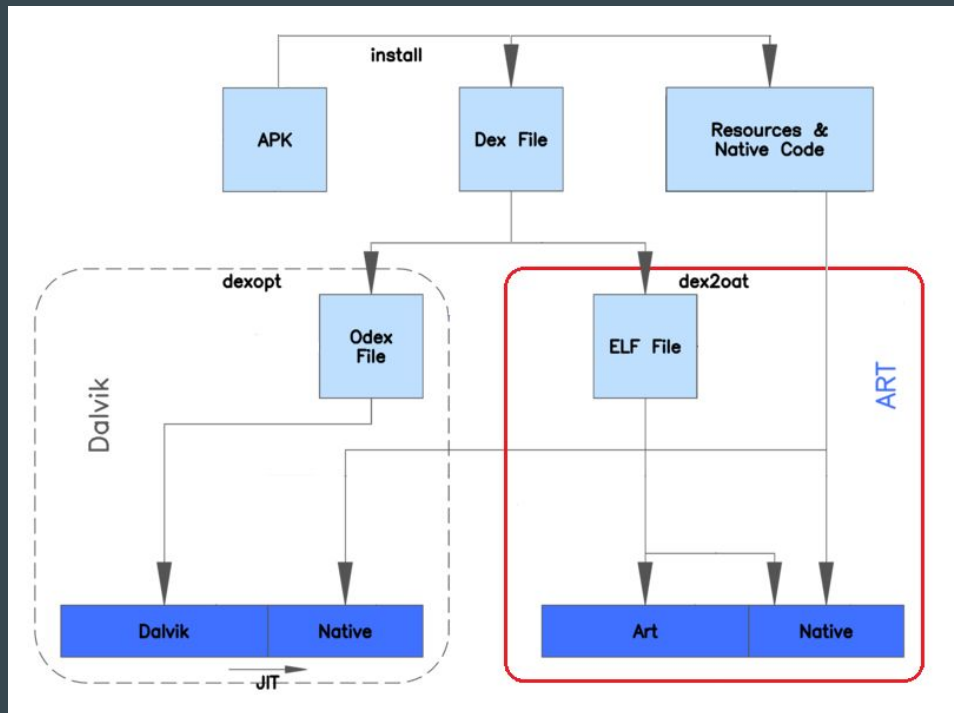 install
APK
Dex File
Resources &
Native Code
dexopt
dex2oat
Odex
File
ELF File
Dalvik
ART
Dalvik
Native
Art
Native
JIT